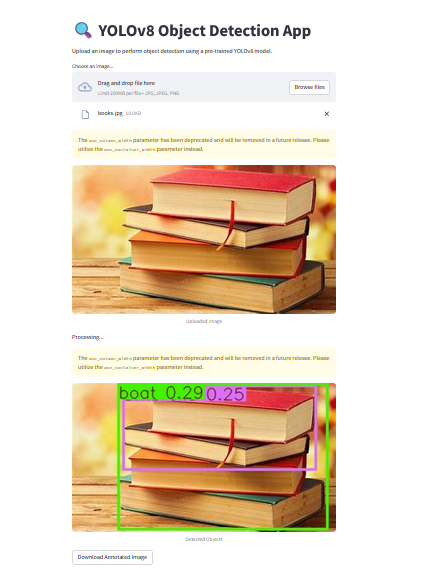 YOLOv8 Object Detection App
Upload an image to perform object detection using a pre-trained YOLOv8 model.
Choose an image...
Drag and drop file here
Limit 200MB per file • JPG, JPEG, PNG
Browse files
books.jpg 10.0KB
The use_column_width parameter has been deprecated and will be removed in a future release. Please
utilize the use_container_width parameter instead.
Uploaded Image
Processing...
The use_column_width parameter has been deprecated and will be removed in a future release. Please
utilize the use_container_width parameter instead.
boat 0.29 0.25
Detected Objects
Download Annotated Image